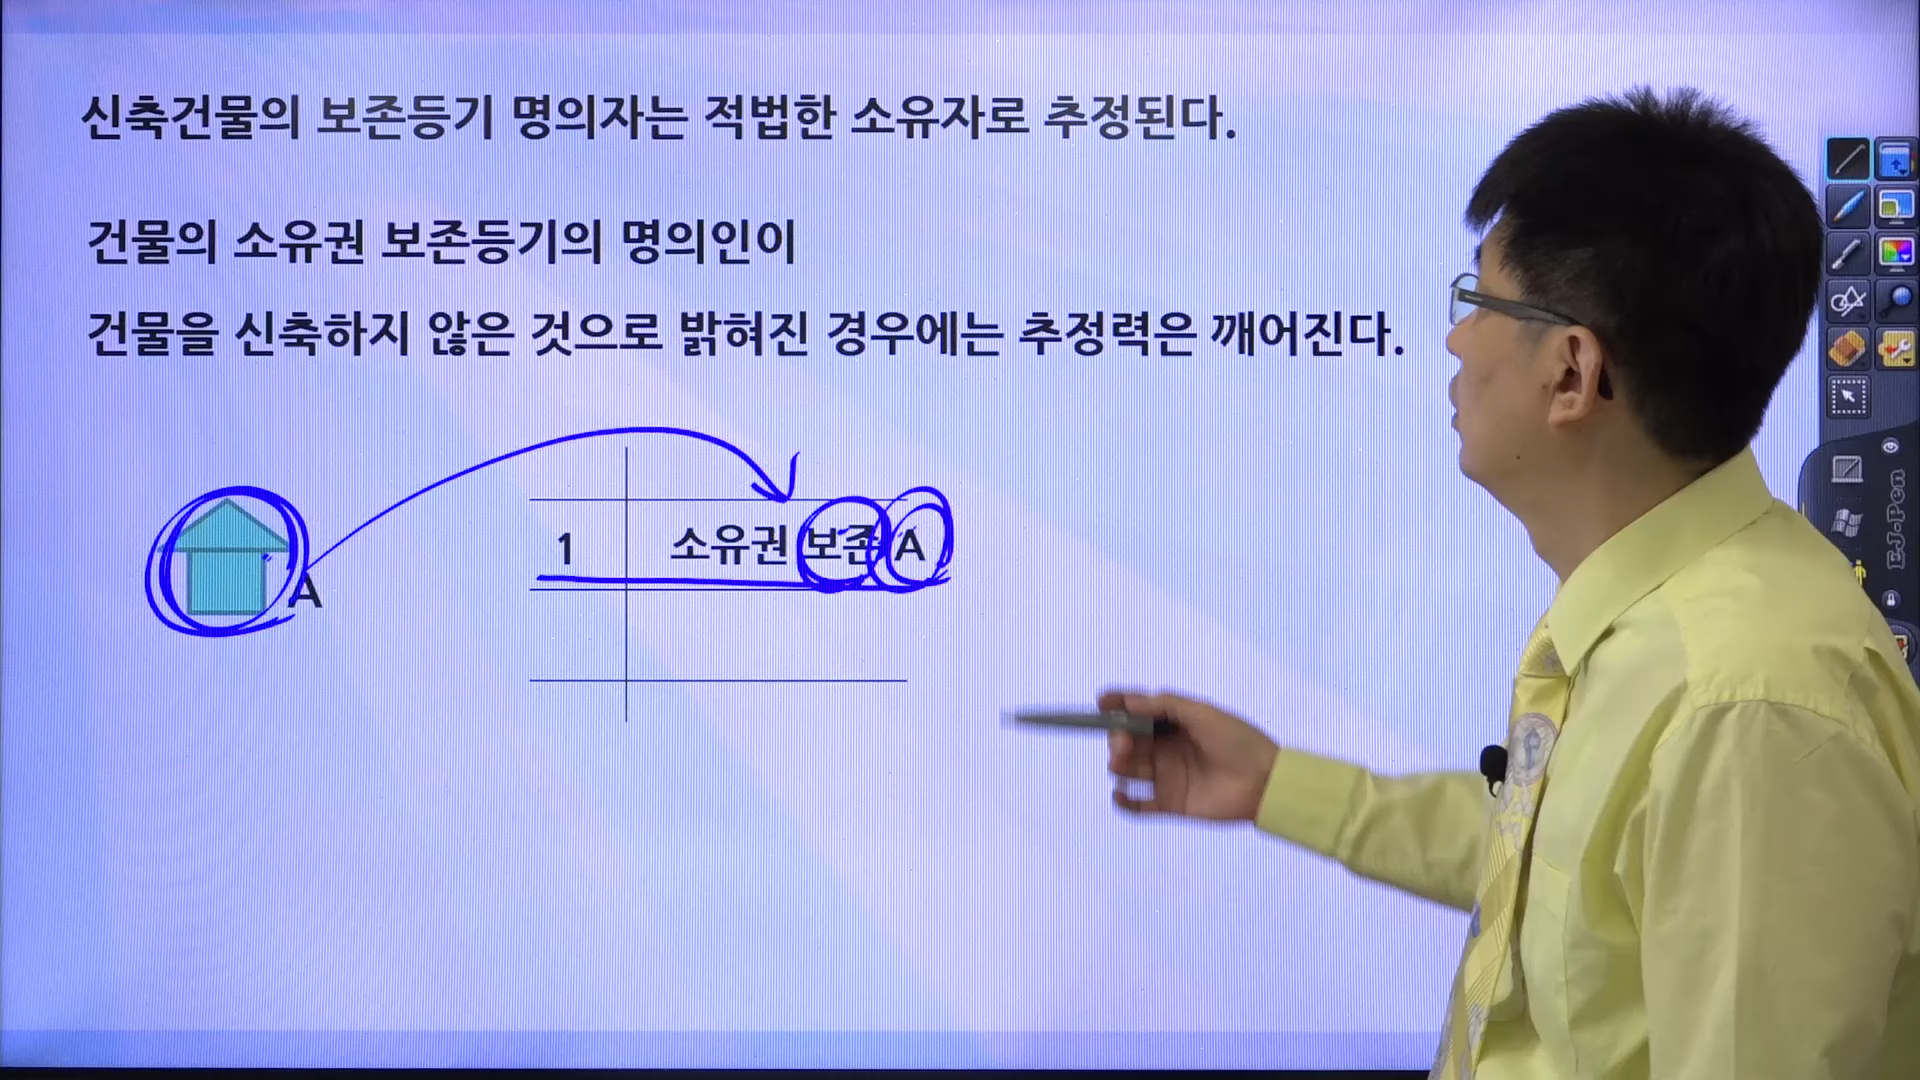 신축건물의 보존등기 명의자는 적법한 소유자로 추정된다.
건물의 소유권 보존등기의 명의인이
건물을 신축하지 않은 것으로 밝혀진 경우에는 추정력은 깨어진다.
A
1 소유권 보존 A
EJ-Pen